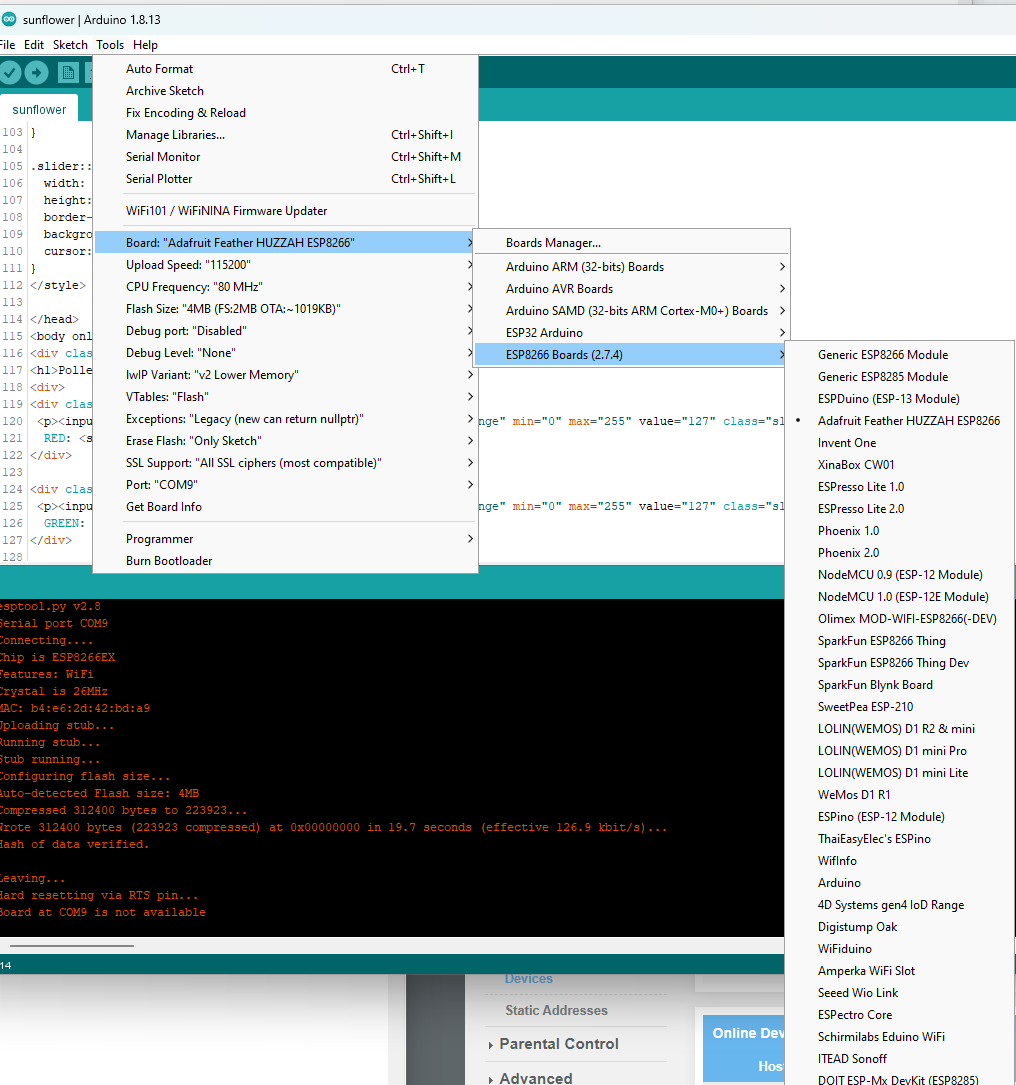 sunflower | Arduino 1.8.13
File Edit Sketch Tools Help
sunflower
Auto Format Ctrl+T
Archive Sketch
Fix Encoding & Reload
Manage Libraries... Ctrl+Shift+I
Serial Monitor Ctrl+Shift+M
Serial Plotter Ctrl+Shift+L
WiFi101 / WiFiNINA Firmware Updater
Board: "Adafruit Feather HUZZAH ESP8266"
Upload Speed: "115200"
CPU Frequency: "80 MHz"
Flash Size: "4MB (FS:2MB OTA:~1019KB)"
Debug port: "Disabled"
Debug Level: "None"
IwIP Variant: "v2 Lower Memory"
VTables: "Flash"
Exceptions: "Legacy (new can return nullptr)"
Erase Flash: "Only Sketch"
SSL Support: "All SSL ciphers (most compatible)"
Port: "COM9"
Get Board Info
Programmer
Burn Bootloader
Boards Manager...
Arduino ARM (32-bits) Boards
Arduino AVR Boards
Arduino SAMD (32-bits ARM Cortex-M0+) Boards
ESP32 Arduino
ESP8266 Boards (2.7.4)
Generic ESP8266 Module
Generic ESP8285 Module
ESPDuino (ESP-13 Module)
• Adafruit Feather HUZZAH ESP8266
Invent One
XinaBox CW01
ESPresso Lite 1.0
ESPresso Lite 2.0
Phoenix 1.0
Phoenix 2.0
NodeMCU 0.9 (ESP-12 Module)
NodeMCU 1.0 (ESP-12E Module)
Olimex MOD-WIFI-ESP8266(-DEV)
SparkFun ESP8266 Thing
SparkFun ESP8266 Thing Dev
SparkFun Blynk Board
SweetPea ESP-210
LOLIN(WEMOS) D1 R2 & mini
LOLIN(WEMOS) D1 mini Pro
LOLIN(WEMOS) D1 mini Lite
WeMos D1 R1
ESPino (ESP-12 Module)
ThaiEasyElec's ESPino
WifInfo
Arduino
4D Systems gen4 IoD Range
Digistump Oak
WiFiduino
Amperka WiFi Slot
Seeed Wio Link
ESPectro Core
Schirmilabs Eduino WiFi
ITEAD Sonoff
DOIT ESP-Mx DevKit (ESP8285)
103 }
104
105 .slider::
106 width:
107 height:
108 border-
109 backgro
110 cursor:
111 }
112 </style>
113
114 </head>
115 <body onl
116 <div clas
117 <h1>Polle
118 <div>
119 <div clas
120 <p><inpu nge" min="0" max="255" value="127" class="sl
121 RED: <s
122 </div>
123
124 <div clas
125 <p><inpu nge" min="0" max="255" value="127" class="sl
126 GREEN:
127 </div>
128
esptool.py v2.8
Serial port COM9
Connecting....
Chip is ESP8266EX
Features: WiFi
Crystal is 26MHz
MAC: b4:e6:2d:42:bd:a9
Uploading stub...
Running stub...
Stub running...
Configuring flash size...
Auto-detected Flash size: 4MB
Compressed 312400 bytes to 223923...
Wrote 312400 bytes (223923 compressed) at 0x00000000 in 19.7 seconds (effective 126.9 kbit/s)...
Hash of data verified.
Leaving...
Hard resetting via RTS pin...
Board at COM9 is not available
14
Devices
Static Addresses
Parental Control
Advanced
Online Dev
Hos